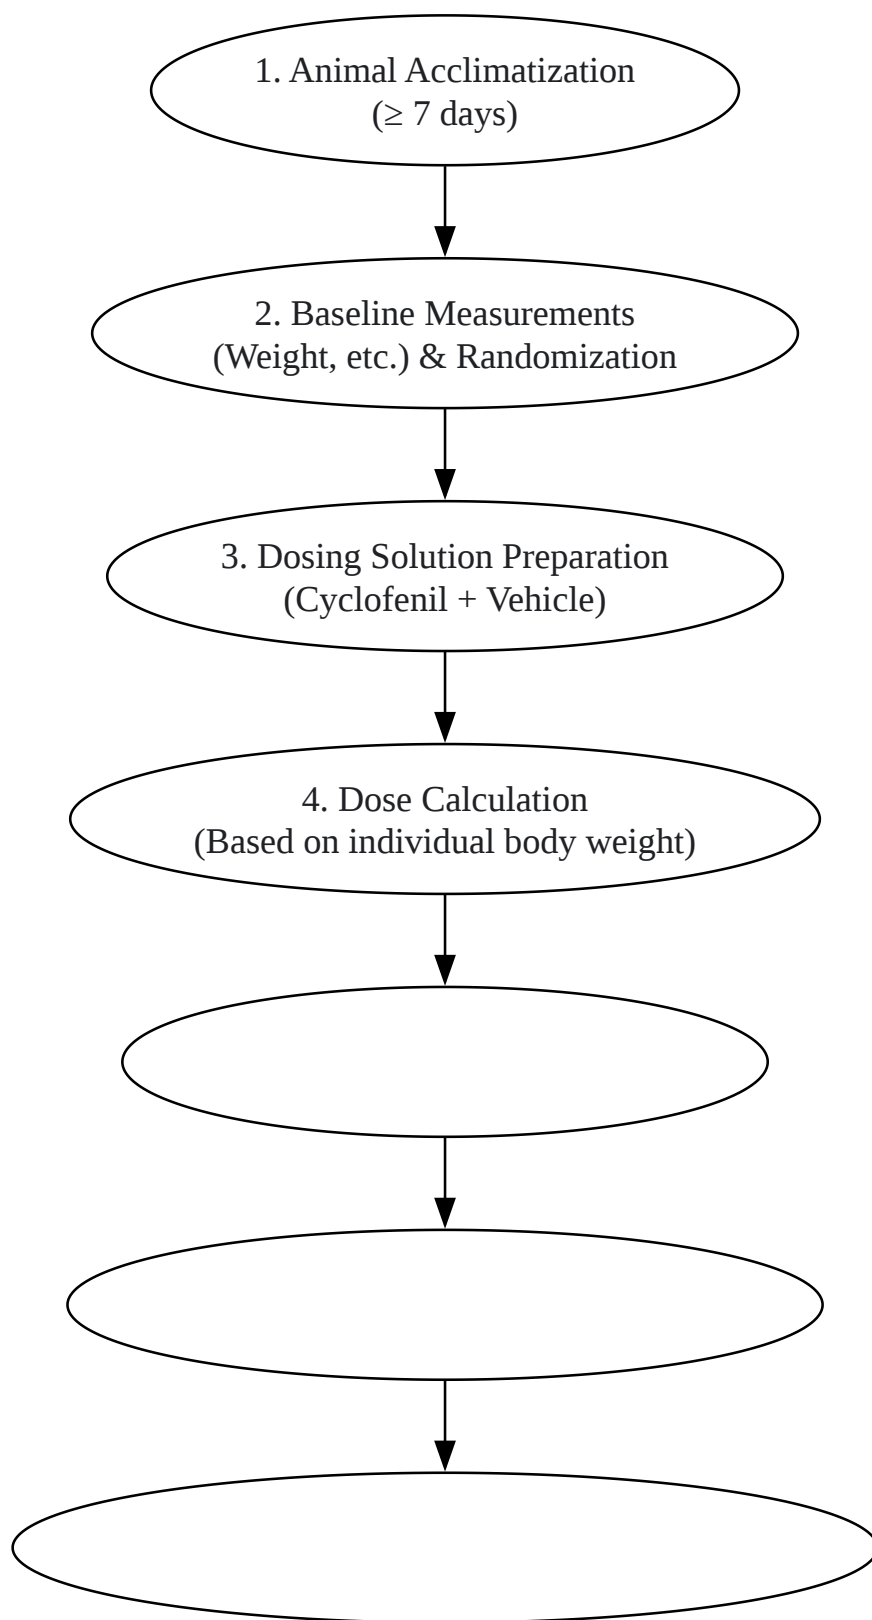 1. Animal Acclimatization
(≥ 7 days)
2. Baseline Measurements
(Weight, etc.) & Randomization
3. Dosing Solution Preparation
(Cyclofenil + Vehicle)
4. Dose Calculation
(Based on individual body weight)